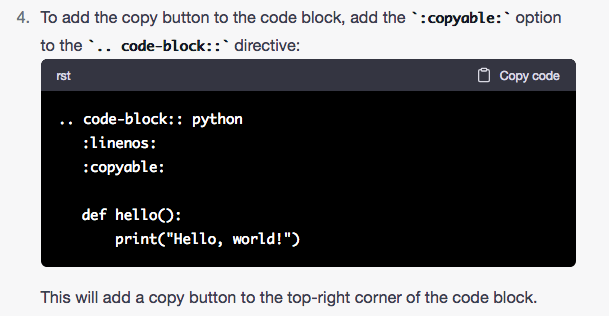 4. To add the copy button to the code block, add the `:copyable:` option
to the `.. code-block::` directive:
rst
Copy code
.. code-block:: python
   :linenos:
   :copyable:

   def hello():
       print("Hello, world!")
This will add a copy button to the top-right corner of the code block.